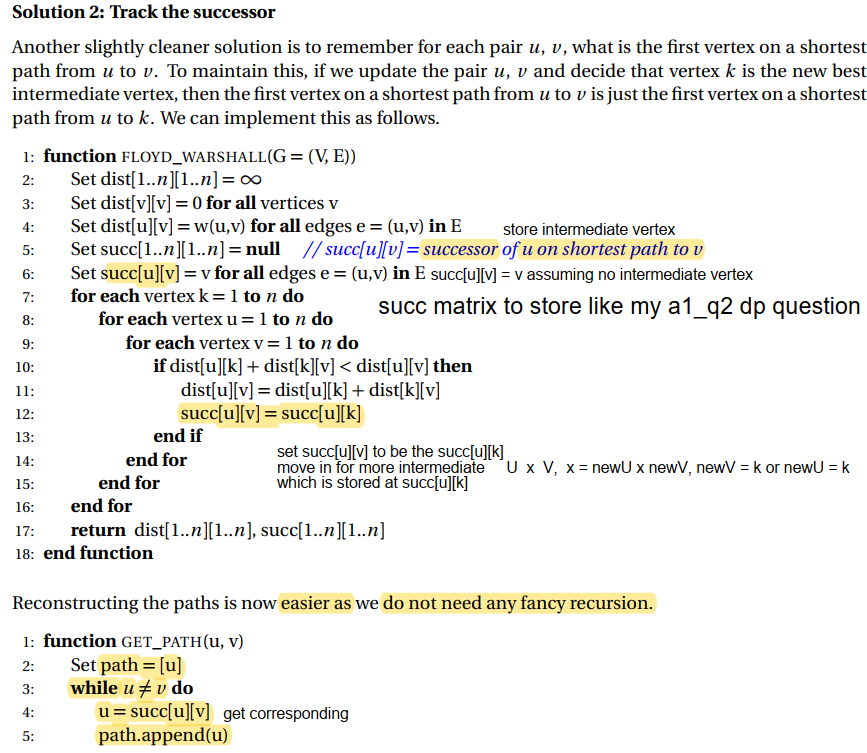 Solution 2: Track the successor
Another slightly cleaner solution is to remember for each pair u, v, what is the first vertex on a shortest
path from u to v. To maintain this, if we update the pair u, v and decide that vertex k is the new best
intermediate vertex, then the first vertex on a shortest path from u to v is just the first vertex on a shortest
path from u to k. We can implement this as follows.
1: function FLOYD_WARSHALL(G = (V, E))
2: Set dist[1..n][1..n] = ∞
3: Set dist[v][v] = 0 for all vertices v
4: Set dist[u][v] = w(u,v) for all edges e = (u,v) in E
store intermediate vertex
5: Set succ[1..n][1..n] = null // succ[u][v] = successor of u on shortest path to v
6: Set succ[u][v] = v for all edges e = (u,v) in E succ[u][v] = v assuming no intermediate vertex
7: for each vertex k = 1 to n do
succ matrix to store like my a1_q2 dp question
8: for each vertex u = 1 to n do
9: for each vertex v = 1 to n do
10: if dist[u][k] + dist[k][v] < dist[u][v] then
11: dist[u][v] = dist[u][k] + dist[k][v]
12: succ[u][v] = succ[u][k]
13: end if
14: end for
15: end for
set succ[u][v] to be the succ[u][k]
move in for more intermediate U x V, x = newU x newV, newV = k or newU = k
which is stored at succ[u][k]
16: end for
17: return dist[1..n][1..n], succ[1..n][1..n]
18: end function
Reconstructing the paths is now easier as we do not need any fancy recursion.
1: function GET_PATH(u, v)
2: Set path = [u]
3: while u ≠ v do
4: u = succ[u][v] get corresponding
5: path.append(u)